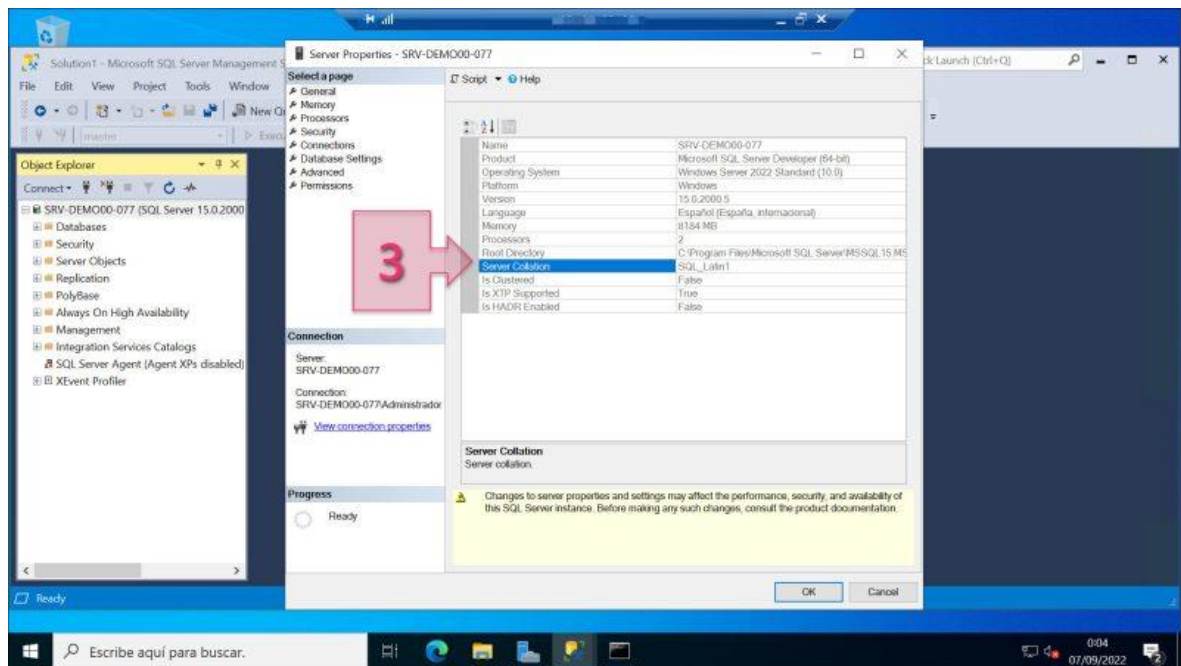 Solution1 - Microsoft SQL Server Management S
ck Launch (Ctrl+Q)
File Edit View Project Tools Window
New Qu
master
Execu
Object Explorer
Connect
SRV-DEMO00-077 (SQL Server 15.0.2000
Databases
Security
Server Objects
Replication
PolyBase
Always On High Availability
Management
Integration Services Catalogs
SQL Server Agent (Agent XPs disabled)
XEvent Profiler
Ready
Server Properties - SRV-DEMO00-077
Select a page
General
Memory
Processors
Security
Connections
Database Settings
Advanced
Permissions
Script Help
Name SRV-DEMO00-077
Product Microsoft SQL Server Developer (64-bit)
Operating System Windows Server 2022 Standard (10.0)
Platform Windows
Version 15.0.2000.5
Language Español (España, internacional)
Memory 8184 MB
Processors 2
Root Directory C:\Program Files\Microsoft SQL Server\MSSQL15.MS
Server Collation SQL_Latin1
Is Clustered False
Is XTP Supported True
Is HADR Enabled False
3
Connection
Server:
SRV-DEMO00-077
Connection:
SRV-DEMO00-077\Administrador
View connection properties
Server Collation
Server collation.
Progress
Ready
Changes to server properties and settings may affect the performance, security, and availability of
this SQL Server instance. Before making any such changes, consult the product documentation.
OK Cancel
Escribe aquí para buscar.
0:04
07/09/2022
2